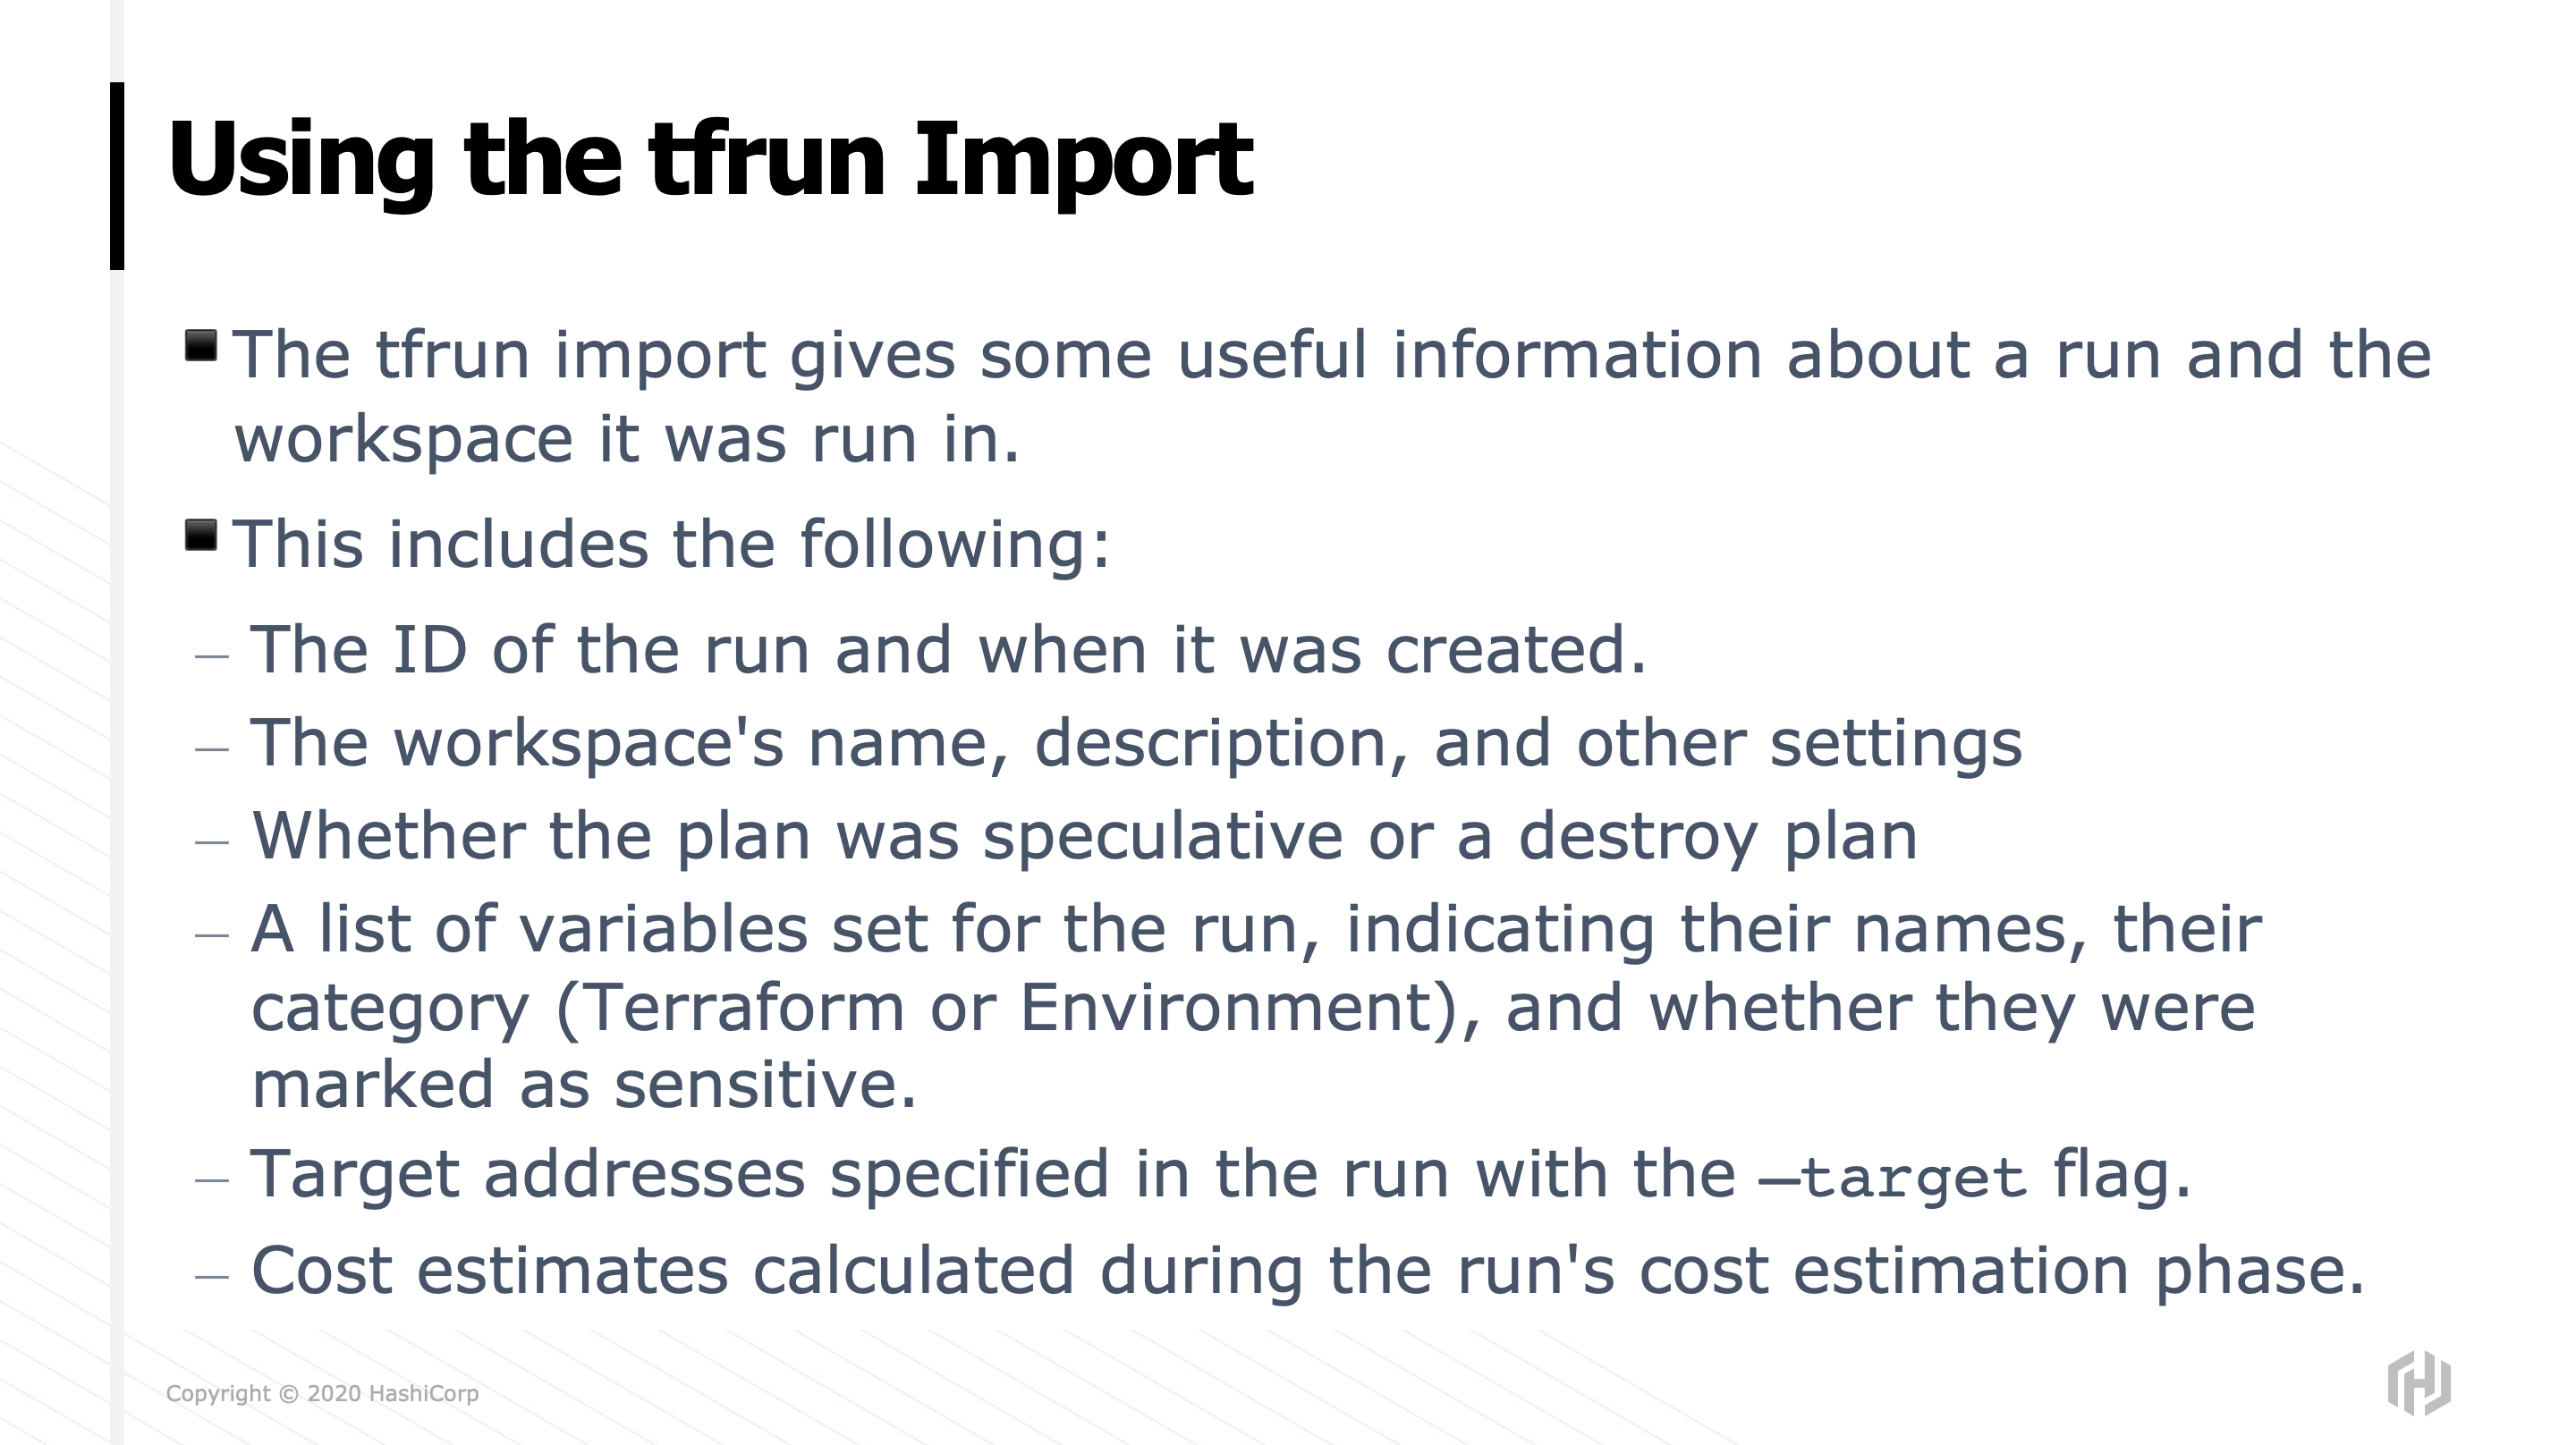 Using the tfrun Import
▪ The tfrun import gives some useful information about a run and the
workspace it was run in.
▪ This includes the following:
– The ID of the run and when it was created.
– The workspace's name, description, and other settings
– Whether the plan was speculative or a destroy plan
– A list of variables set for the run, indicating their names, their
category (Terraform or Environment), and whether they were
marked as sensitive.
– Target addresses specified in the run with the –target flag.
– Cost estimates calculated during the run's cost estimation phase.
Copyright © 2020 HashiCorp